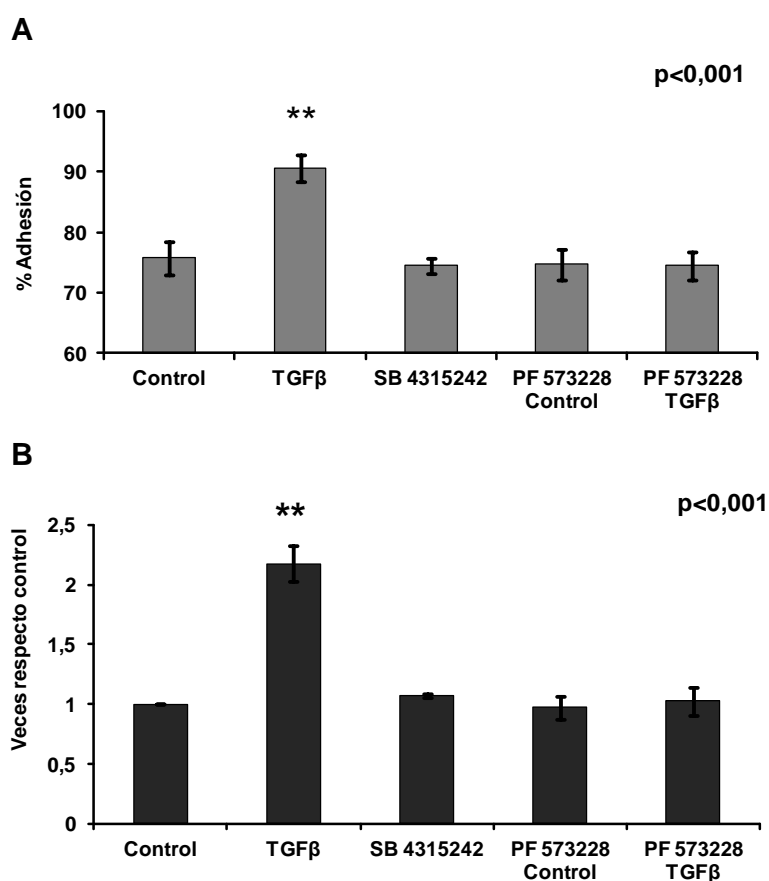 A
p<0,001
100
**
90
% Adhesión
80
70
60
Control
TGFβ
SB 4315242
PF 573228
Control
PF 573228
TGFβ
B
p<0,001
2,5
**
Veces respecto control
2
1,5
1
0,5
0
Control
TGFβ
SB 4315242
PF 573228
Control
PF 573228
TGFβ